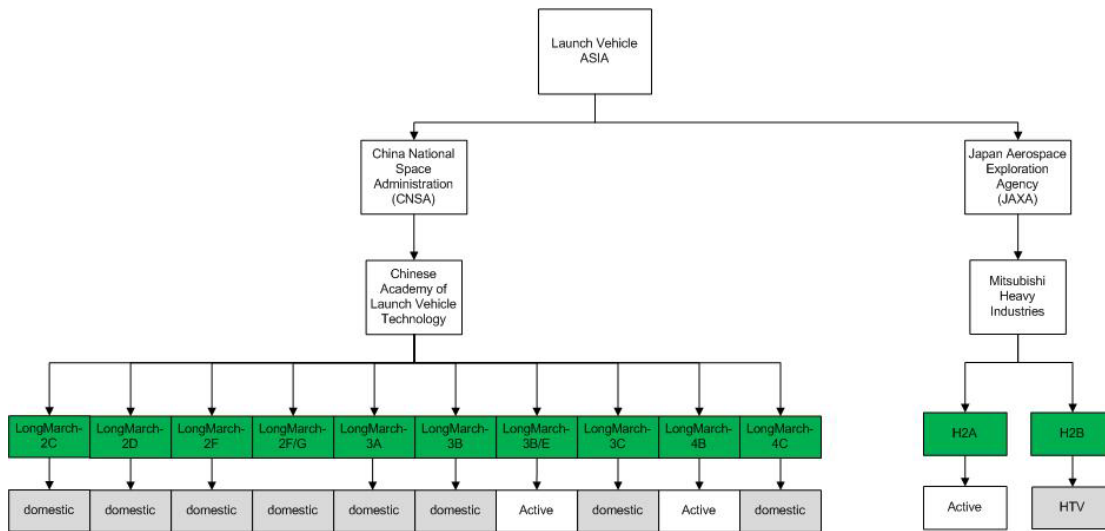 Launch Vehicle
ASIA
China National
Space
Administration
(CNSA)
Japan Aerospace
Exploration
Agency
(JAXA)
Chinese
Academy of
Launch Vehicle
Technology
Mitsubishi
Heavy
Industries
LongMarch-
2C
LongMarch-
2D
LongMarch-
2F
LongMarch-
2F/G
LongMarch-
3A
LongMarch-
3B
LongMarch-
3B/E
LongMarch-
3C
LongMarch-
4B
LongMarch-
4C
H2A
H2B
domestic
domestic
domestic
domestic
domestic
domestic
Active
domestic
Active
domestic
Active
HTV